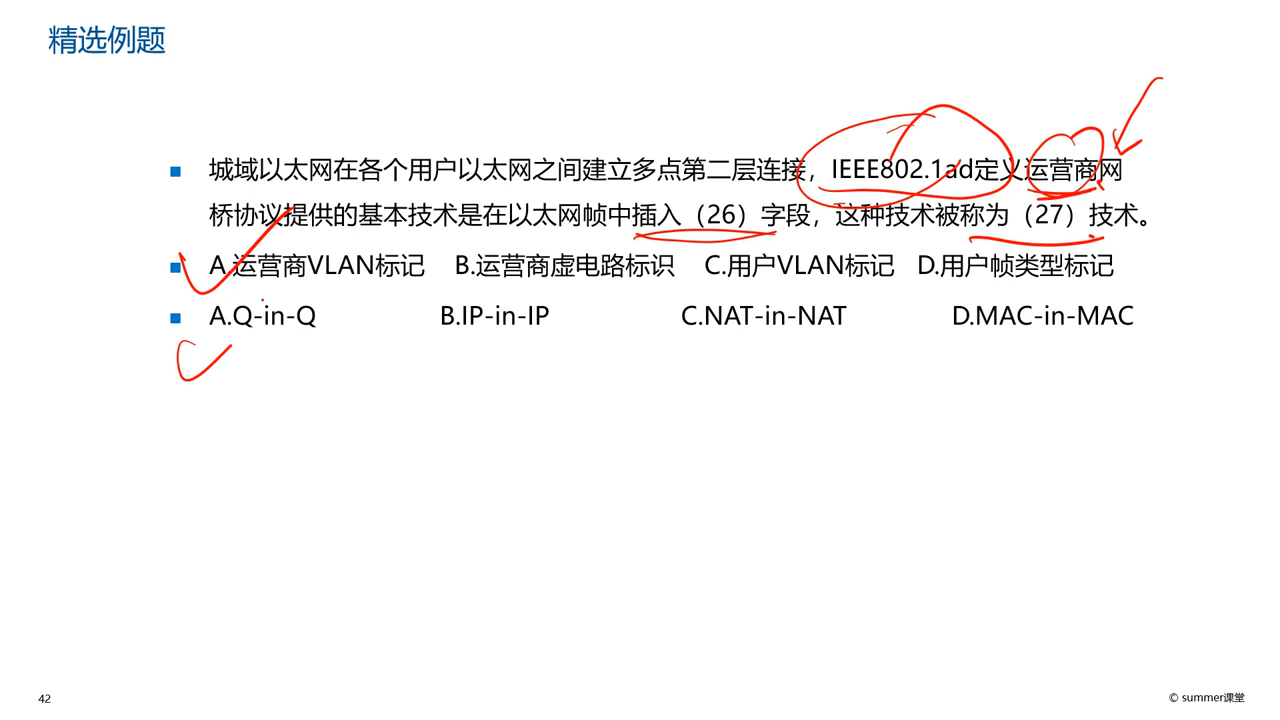 精选例题
城域以太网在各个用户以太网之间建立多点第二层连接，IEEE802.1ad定义运营商网
桥协议提供的基本技术是在以太网帧中插入（26）字段，这种技术被称为（27）技术。
A.运营商VLAN标记 B.运营商虚电路标识 C.用户VLAN标记 D.用户帧类型标记
A.Q-in-Q B.IP-in-IP C.NAT-in-NAT D.MAC-in-MAC
42
© summer课堂